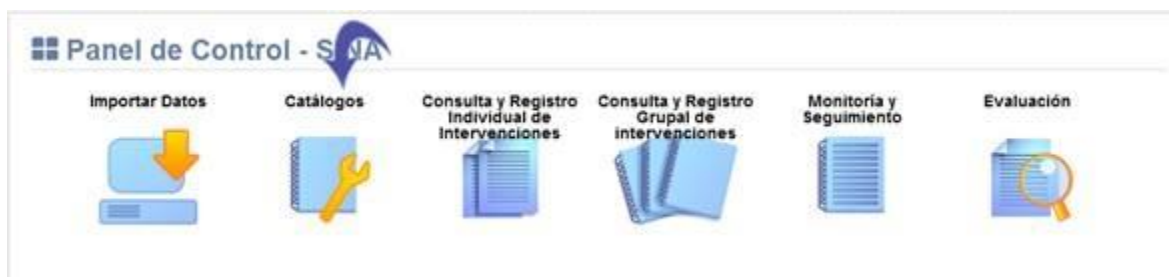 Panel de Control - SINA
Importar Datos
Catálogos
Consulta y Registro
Individual de
Intervenciones
Consulta y Registro
Grupal de
intervenciones
Monitoría y
Seguimiento
Evaluación